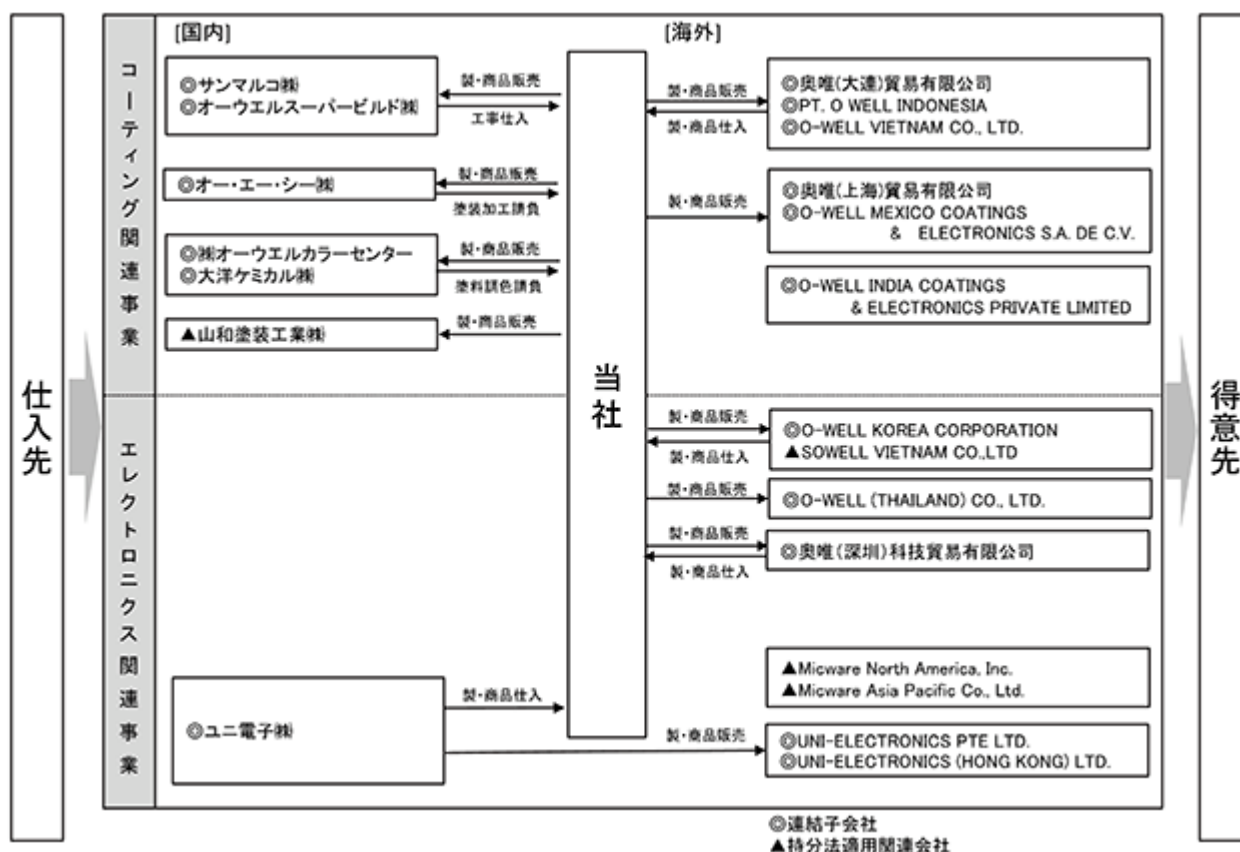 仕入先
コーティング関連事業
[国内]
◎サンマルコ㈱
◎オーウエルスーパービルド㈱
製・商品販売
工事仕入
◎オー・エー・シー㈱
製・商品販売
塗装加工請負
◎㈱オーウエルカラーセンター
◎大洋ケミカル㈱
製・商品販売
塗料調色請負
▲山和塗装工業㈱
製・商品販売
当社
[海外]
製・商品販売
製・商品仕入
◎奥唯(大連)貿易有限公司
◎PT. O WELL INDONESIA
◎O-WELL VIETNAM CO., LTD.
製・商品販売
◎奥唯(上海)貿易有限公司
◎O-WELL MEXICO COATINGS
& ELECTRONICS S.A. DE C.V.
◎O-WELL INDIA COATINGS
& ELECTRONICS PRIVATE LIMITED
エレクトロニクス関連事業
製・商品販売
製・商品仕入
◎O-WELL KOREA CORPORATION
▲SOWELL VIETNAM CO.,LTD
製・商品販売
◎O-WELL (THAILAND) CO., LTD.
製・商品販売
製・商品仕入
◎奥唯(深圳)科技貿易有限公司
▲Micware North America, Inc.
▲Micware Asia Pacific Co., Ltd.
◎ユニ電子㈱
製・商品仕入
製・商品販売
◎UNI-ELECTRONICS PTE LTD.
◎UNI-ELECTRONICS (HONG KONG) LTD.
得意先
◎連結子会社
▲持分法適用関連会社